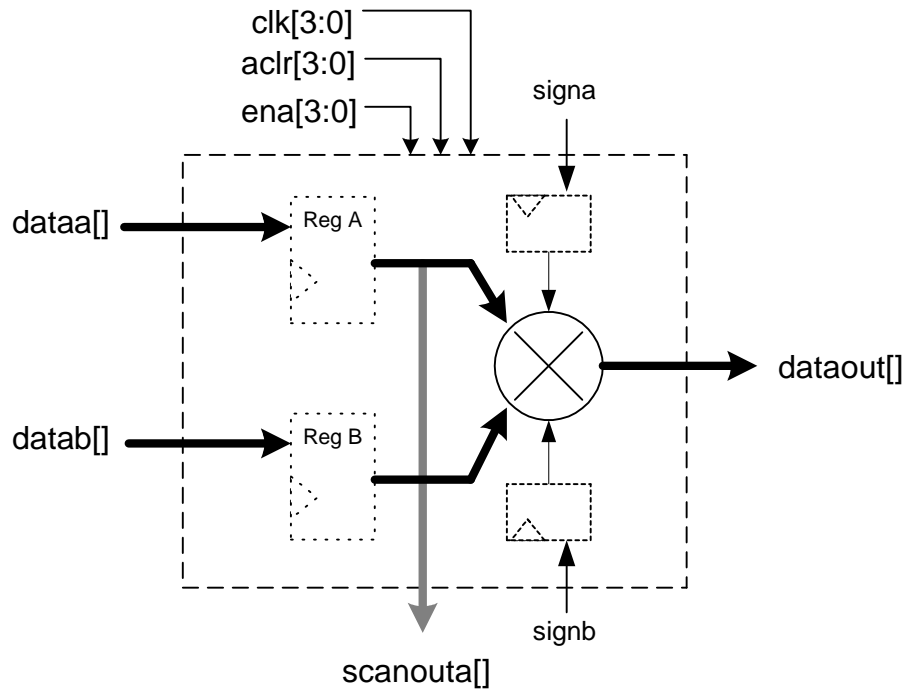 clk[3:0]
aclr[3:0]
ena[3:0]
signa
dataa[]
Reg A
dataout[]
datab[]
Reg B
signb
scanouta[]